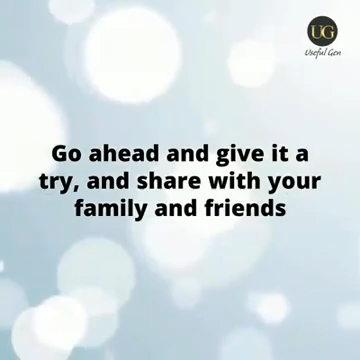 UG
Useful Gen
Go ahead and give it a
try, and share with your
family and friends